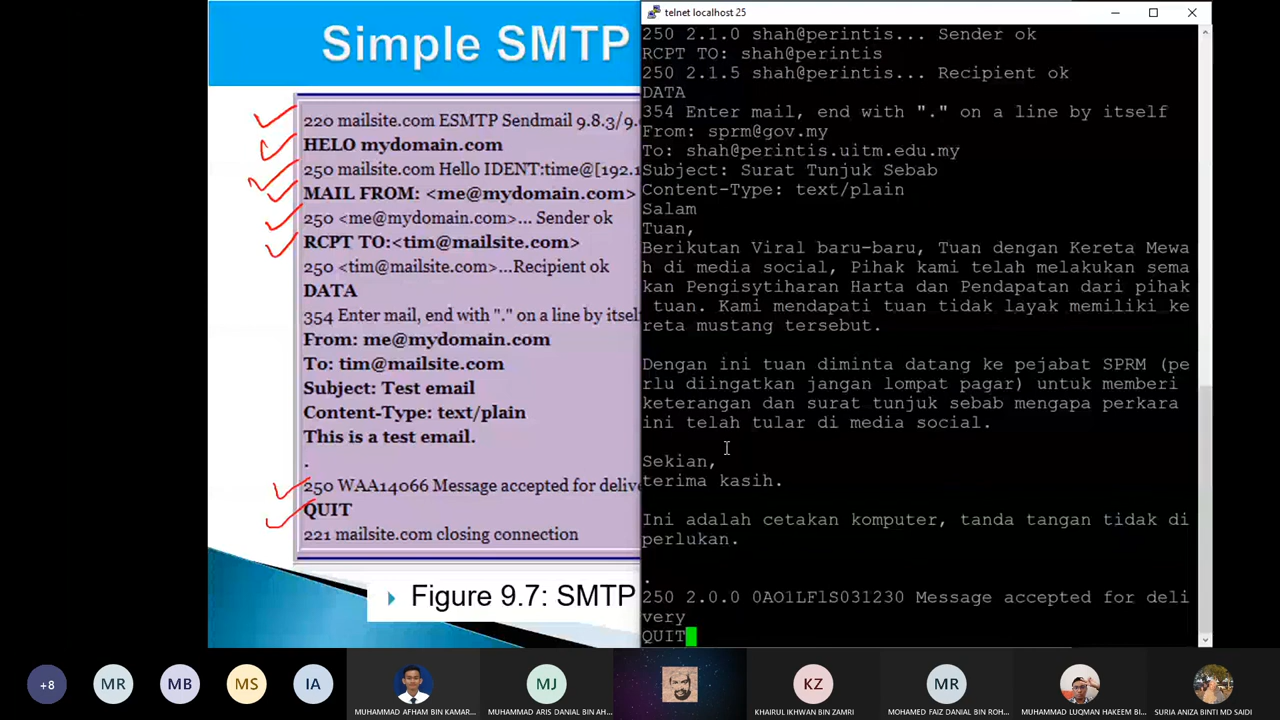 Simple SMTP
220 mailsite.com ESMTP Sendmail 9.8.3/9.
HELO mydomain.com
250 mailsite.com Hello IDENT:time@[192.1
MAIL FROM: <me@mydomain.com>
250 <me@mydomain.com>... Sender ok
RCPT TO:<tim@mailsite.com>
250 <tim@mailsite.com>...Recipient ok
DATA
354 Enter mail, end with "." on a line by itsel
From: me@mydomain.com
To: tim@mailsite.com
Subject: Test email
Content-Type: text/plain
This is a test email.
.
250 WAA14066 Message accepted for delive
QUIT
221 mailsite.com closing connection
Figure 9.7: SMTP
telnet localhost 25
250 2.1.0 shah@perintis... Sender ok
RCPT TO: shah@perintis
250 2.1.5 shah@perintis... Recipient ok
DATA
354 Enter mail, end with "." on a line by itself
From: sprm@gov.my
To: shah@perintis.uitm.edu.my
Subject: Surat Tunjuk Sebab
Content-Type: text/plain
Salam
Tuan,
Berikutan Viral baru-baru, Tuan dengan Kereta Mewa
h di media social, Pihak kami telah melakukan sema
kan Pengisytiharan Harta dan Pendapatan dari pihak
tuan. Kami mendapati tuan tidak layak memiliki ke
reta mustang tersebut.
Dengan ini tuan diminta datang ke pejabat SPRM (pe
rlu diingatkan jangan lompat pagar) untuk memberi
keterangan dan surat tunjuk sebab mengapa perkara
ini telah tular di media social.
Sekian,
terima kasih.
Ini adalah cetakan komputer, tanda tangan tidak di
perlukan.
.
250 2.0.0 0AO1LFlS031230 Message accepted for deli
very
QUIT
+8
MR
MB
MS
IA
MUHAMMAD AFHAM BIN KAMAR...
MJ
MUHAMMAD ARIS DANIAL BIN AH...
KZ
KHAIRUL IKHWAN BIN ZAMRI
MR
MOHAMED FAIZ DANIAL BIN ROH...
MUHAMMAD LUQMAN HAKEEM BI...
SURIA ANIZA BINTI MD SAIDI